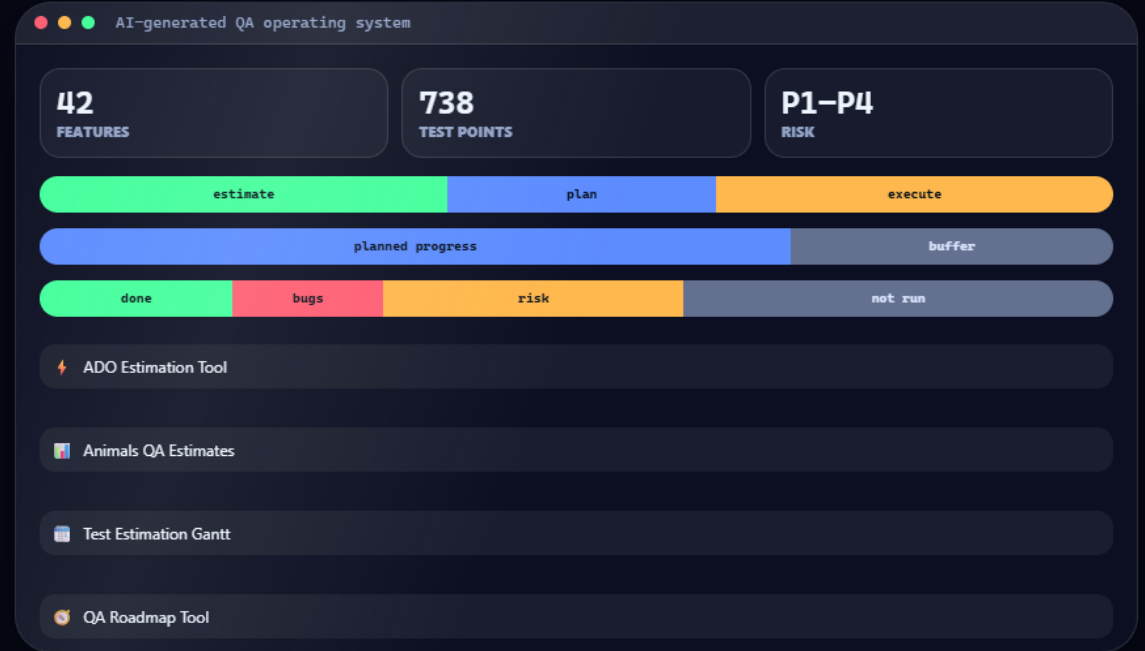 AI-generated QA operating system
42
FEATURES
738
TEST POINTS
P1–P4
RISK
estimate plan execute
planned progress buffer
done bugs risk not run
ADO Estimation Tool
Animals QA Estimates
Test Estimation Gantt
QA Roadmap Tool